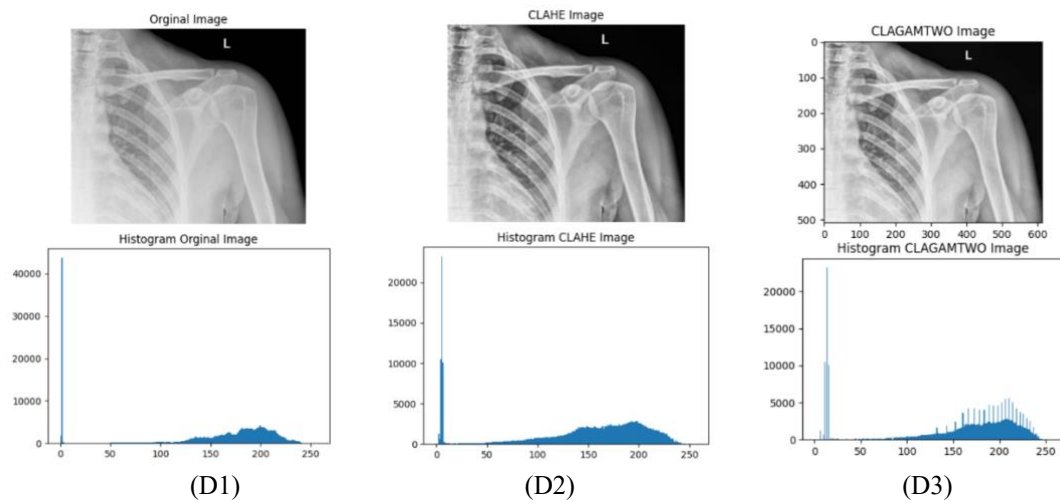 Orginal Image
L
CLAHE Image
L
CLAGAMTWO Image
L
0
100
200
300
400
500
0 100 200 300 400 500 600
Histogram Orginal Image
40000
30000
20000
10000
0
0 50 100 150 200 250
Histogram CLAHE Image
20000
15000
10000
5000
0
0 50 100 150 200 250
Histogram CLAGAMTWO Image
20000
15000
10000
5000
0
0 50 100 150 200 250
(D1)
(D2)
(D3)